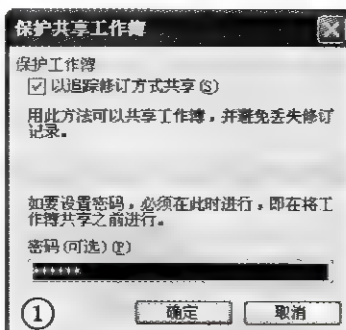 保护共享工作簿
保护工作簿
以追踪修订方式共享(S)
用此方法可以共享工作簿，并避免丢失修订
记录。
如要设置密码，必须在此时进行，即在将工
作簿共享之前进行。
密码(可选)(P)
******
① 确定 取消